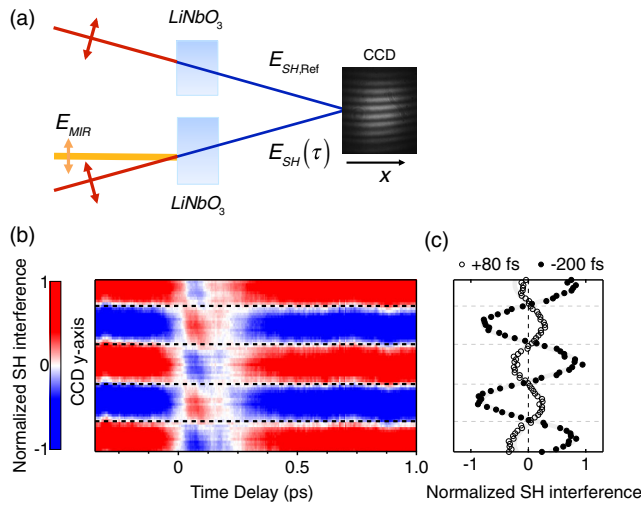 (a)
LiNbO3
E_SH,Ref
CCD
E_MIR
E_SH(τ)
x
LiNbO3
(b)
(c)
○ +80 fs ● -200 fs
Normalized SH interference
1
0
-1
CCD y-axis
0 0.5 1.0
Time Delay (ps)
-1 0 1
Normalized SH interference